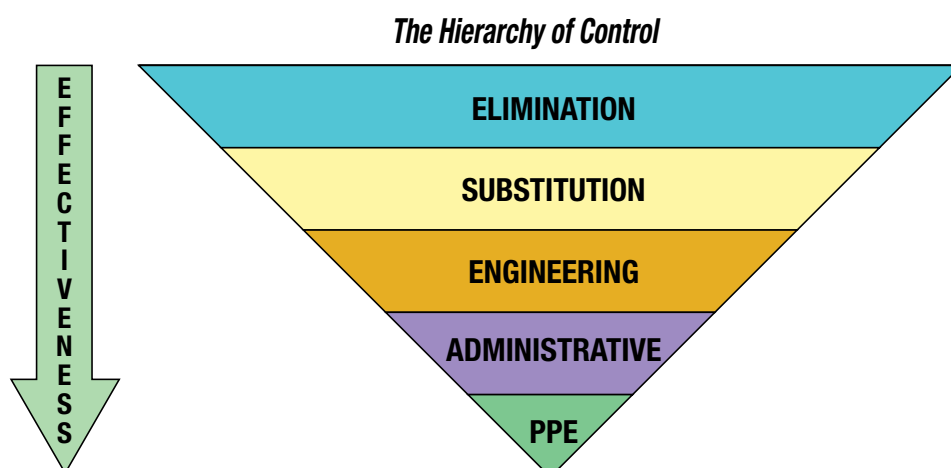 The Hierarchy of Control
EFFECTIVENESS
ELIMINATION
SUBSTITUTION
ENGINEERING
ADMINISTRATIVE
PPE